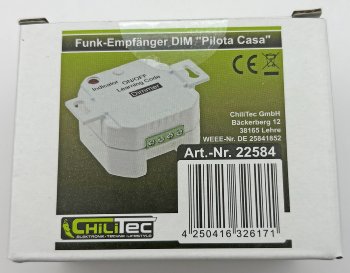 Funk-Empfänger DIM "Pilota Casa"
Indicator
ON/OFF
Learning Code
Dimmer
ChiliTec GmbH
Bäckerberg 12
38165 Lehre
WEEE-Nr. DE 25841852
Art.-Nr. 22584
CHILITEC
ELEKTRONIK - TECHNIK - LIFESTYLE
4 250416 326171